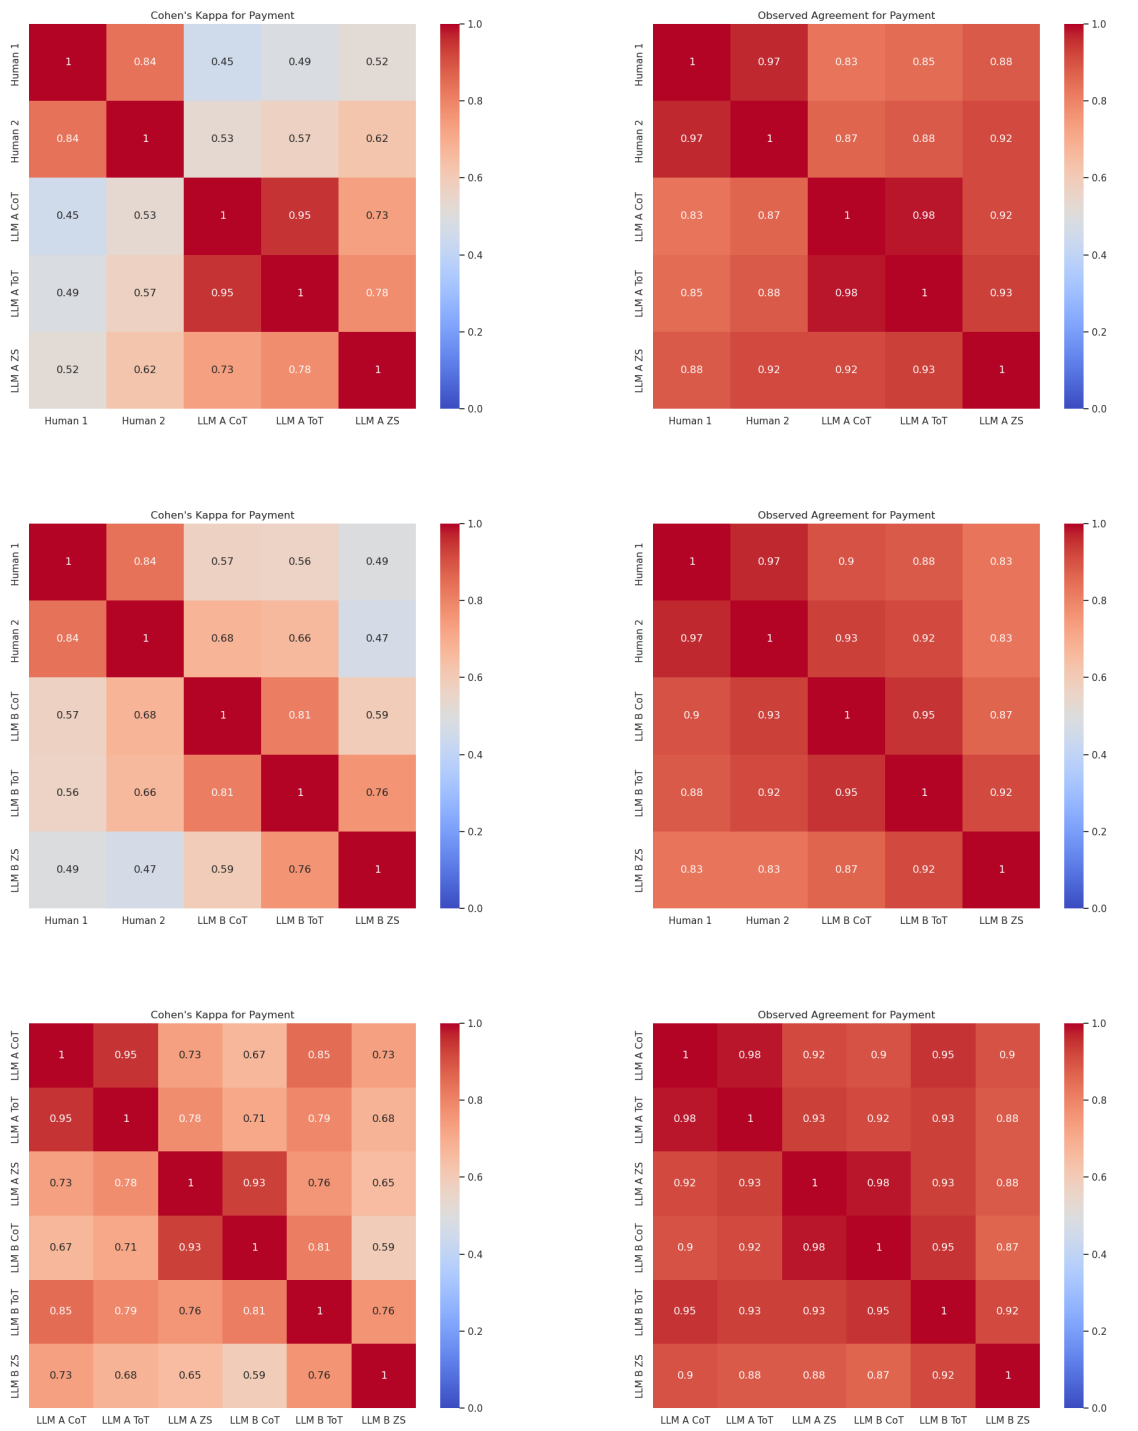 Cohen's Kappa for Payment
Human 1 1 0.84 0.45 0.49 0.52
Human 2 0.84 1 0.53 0.57 0.62
LLM A CoT 0.45 0.53 1 0.95 0.73
LLM A ToT 0.49 0.57 0.95 1 0.78
LLM A ZS 0.52 0.62 0.73 0.78 1
Human 1 Human 2 LLM A CoT LLM A ToT LLM A ZS
1.0
0.8
0.6
0.4
0.2
0.0
Observed Agreement for Payment
Human 1 1 0.97 0.83 0.85 0.88
Human 2 0.97 1 0.87 0.88 0.92
LLM A CoT 0.83 0.87 1 0.98 0.92
LLM A ToT 0.85 0.88 0.98 1 0.93
LLM A ZS 0.88 0.92 0.92 0.93 1
Human 1 Human 2 LLM A CoT LLM A ToT LLM A ZS
1.0
0.8
0.6
0.4
0.2
0.0
Cohen's Kappa for Payment
Human 1 1 0.84 0.57 0.56 0.49
Human 2 0.84 1 0.68 0.66 0.47
LLM B CoT 0.57 0.68 1 0.81 0.59
LLM B ToT 0.56 0.66 0.81 1 0.76
LLM B ZS 0.49 0.47 0.59 0.76 1
Human 1 Human 2 LLM B CoT LLM B ToT LLM B ZS
1.0
0.8
0.6
0.4
0.2
0.0
Observed Agreement for Payment
Human 1 1 0.97 0.9 0.88 0.83
Human 2 0.97 1 0.93 0.92 0.83
LLM B CoT 0.9 0.93 1 0.95 0.87
LLM B ToT 0.88 0.92 0.95 1 0.92
LLM B ZS 0.83 0.83 0.87 0.92 1
Human 1 Human 2 LLM B CoT LLM B ToT LLM B ZS
1.0
0.8
0.6
0.4
0.2
0.0
Cohen's Kappa for Payment
LLM A CoT 1 0.95 0.73 0.67 0.85 0.73
LLM A ToT 0.95 1 0.78 0.71 0.79 0.68
LLM A ZS 0.73 0.78 1 0.93 0.76 0.65
LLM B CoT 0.67 0.71 0.93 1 0.81 0.59
LLM B ToT 0.85 0.79 0.76 0.81 1 0.76
LLM B ZS 0.73 0.68 0.65 0.59 0.76 1
LLM A CoT LLM A ToT LLM A ZS LLM B CoT LLM B ToT LLM B ZS
1.0
0.8
0.6
0.4
0.2
0.0
Observed Agreement for Payment
LLM A CoT 1 0.98 0.92 0.9 0.95 0.9
LLM A ToT 0.98 1 0.93 0.92 0.93 0.88
LLM A ZS 0.92 0.93 1 0.98 0.93 0.88
LLM B CoT 0.9 0.92 0.98 1 0.95 0.87
LLM B ToT 0.95 0.93 0.93 0.95 1 0.92
LLM B ZS 0.9 0.88 0.88 0.87 0.92 1
LLM A CoT LLM A ToT LLM A ZS LLM B CoT LLM B ToT LLM B ZS
1.0
0.8
0.6
0.4
0.2
0.0